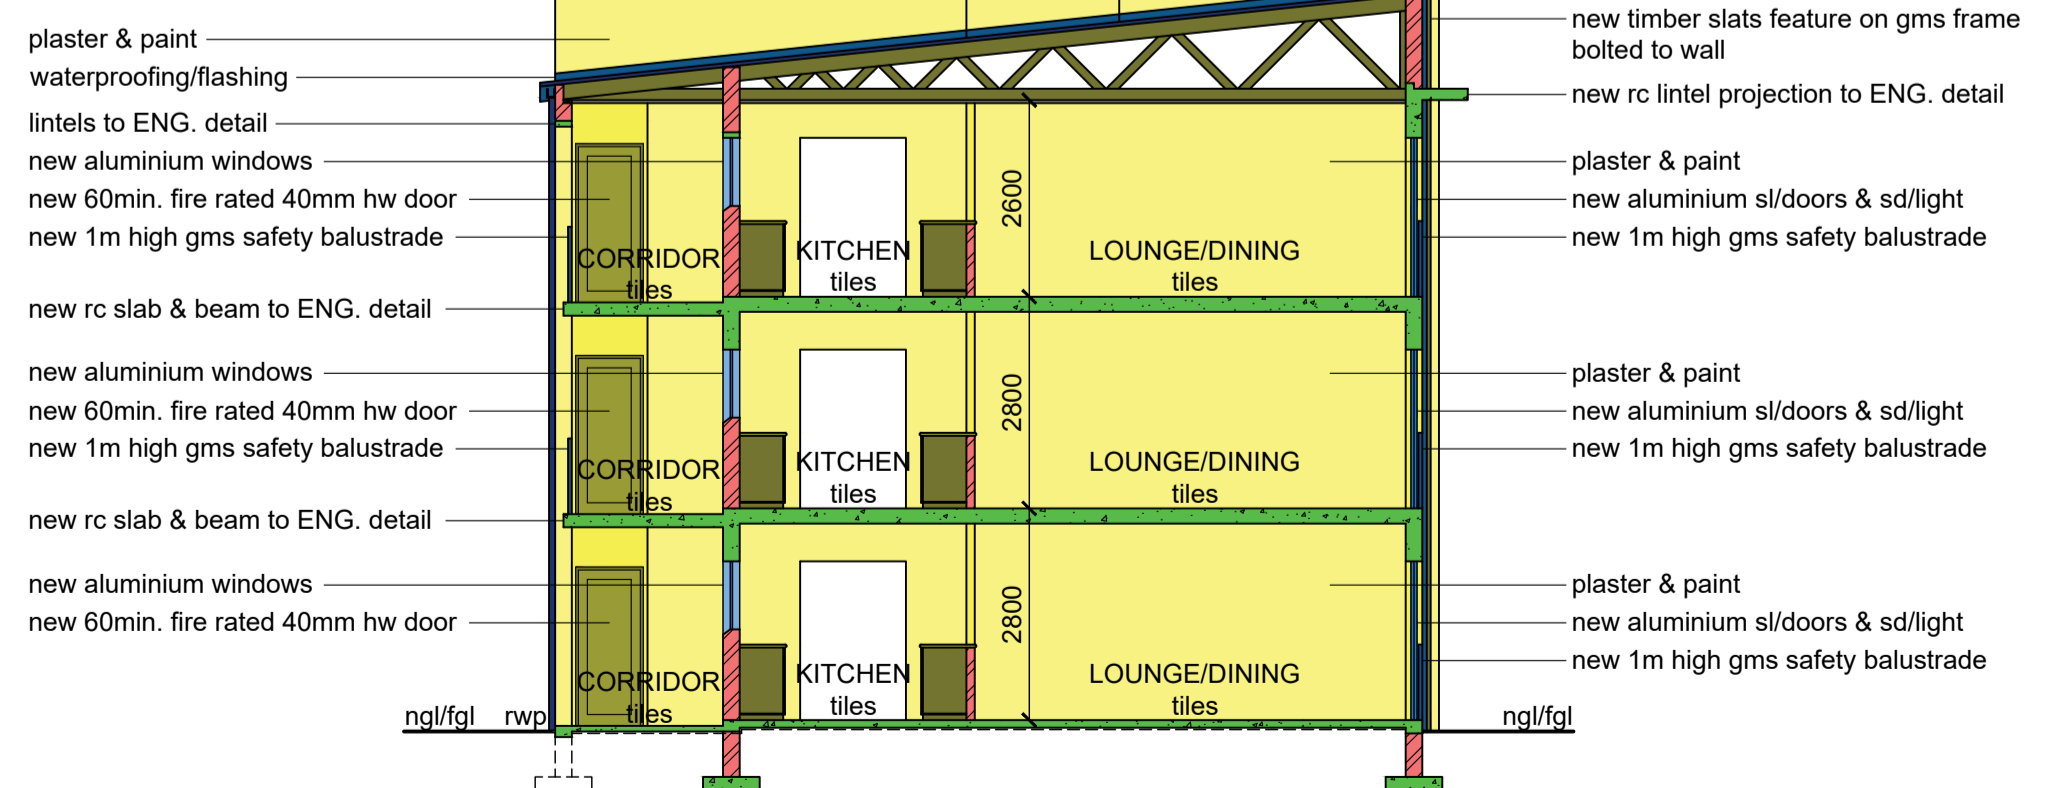 plaster & paint
waterproofing/flashing
lintels to ENG. detail
new aluminium windows
new 60min. fire rated 40mm hw door
new 1m high gms safety balustrade
new rc slab & beam to ENG. detail
new aluminium windows
new 60min. fire rated 40mm hw door
new 1m high gms safety balustrade
new rc slab & beam to ENG. detail
new aluminium windows
new 60min. fire rated 40mm hw door
ngl/fgl
rwp
CORRIDOR
tiles
KITCHEN
tiles
2600
LOUNGE/DINING
tiles
CORRIDOR
tiles
KITCHEN
tiles
2800
LOUNGE/DINING
tiles
CORRIDOR
tiles
KITCHEN
tiles
2800
LOUNGE/DINING
tiles
new timber slats feature on gms frame
bolted to wall
new rc lintel projection to ENG. detail
plaster & paint
new aluminium sl/doors & sd/light
new 1m high gms safety balustrade
plaster & paint
new aluminium sl/doors & sd/light
new 1m high gms safety balustrade
plaster & paint
new aluminium sl/doors & sd/light
new 1m high gms safety balustrade
ngl/fgl